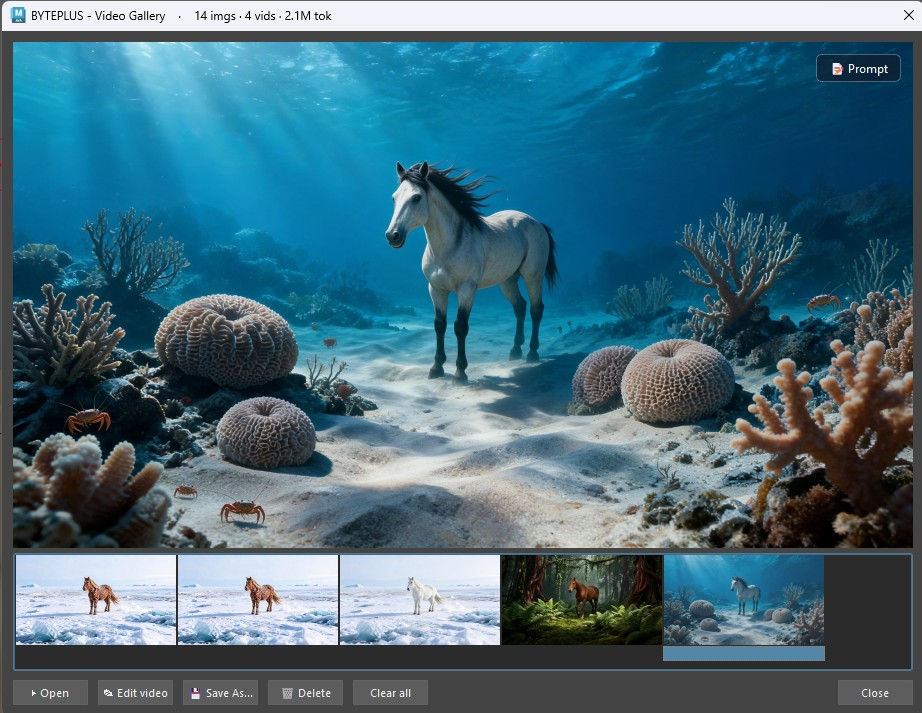 BYTEPLUS - Video Gallery · 14 imgs · 4 vids · 2.1M tok
Prompt
Open
Edit video
Save As...
Delete
Clear all
Close